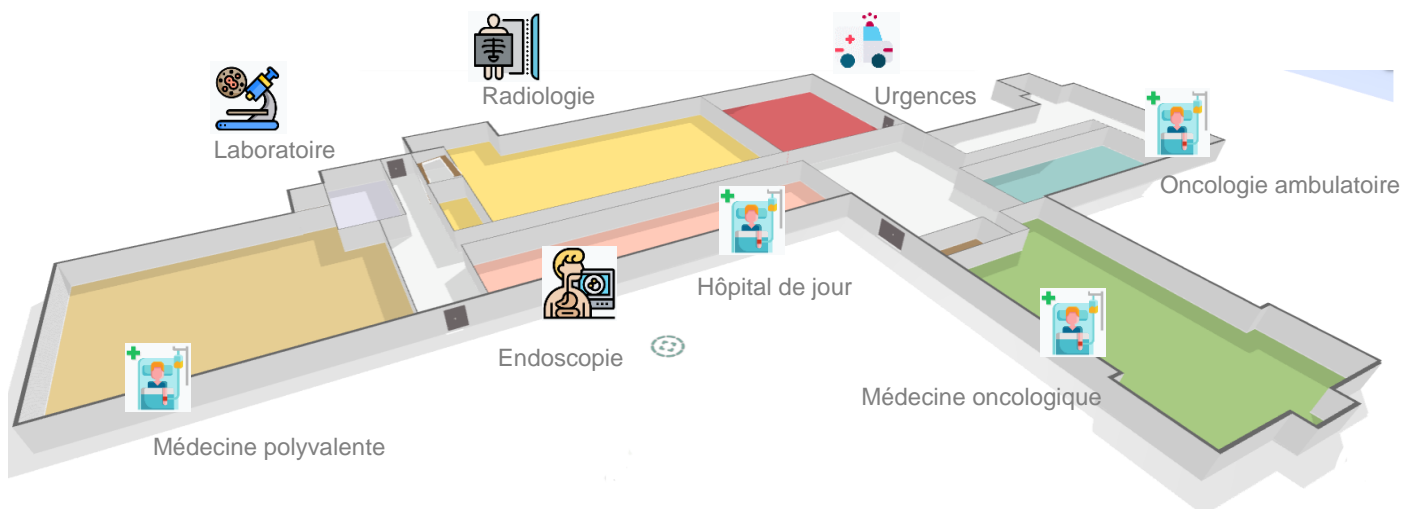 Radiologie
Urgences
Laboratoire
Oncologie ambulatoire
Hôpital de jour
Endoscopie
Médecine oncologique
Médecine polyvalente